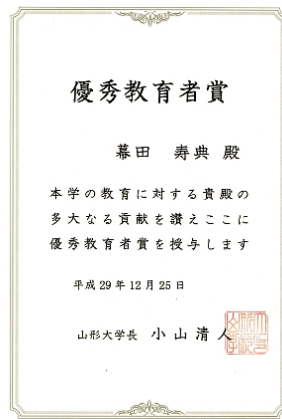 優秀教育者賞
幕田 寿典 殿
本学の教育に対する貴殿の
多大なる貢献を讃えここに
優秀教育者賞を授与します
平成29年12月25日
山形大学長 小山清人